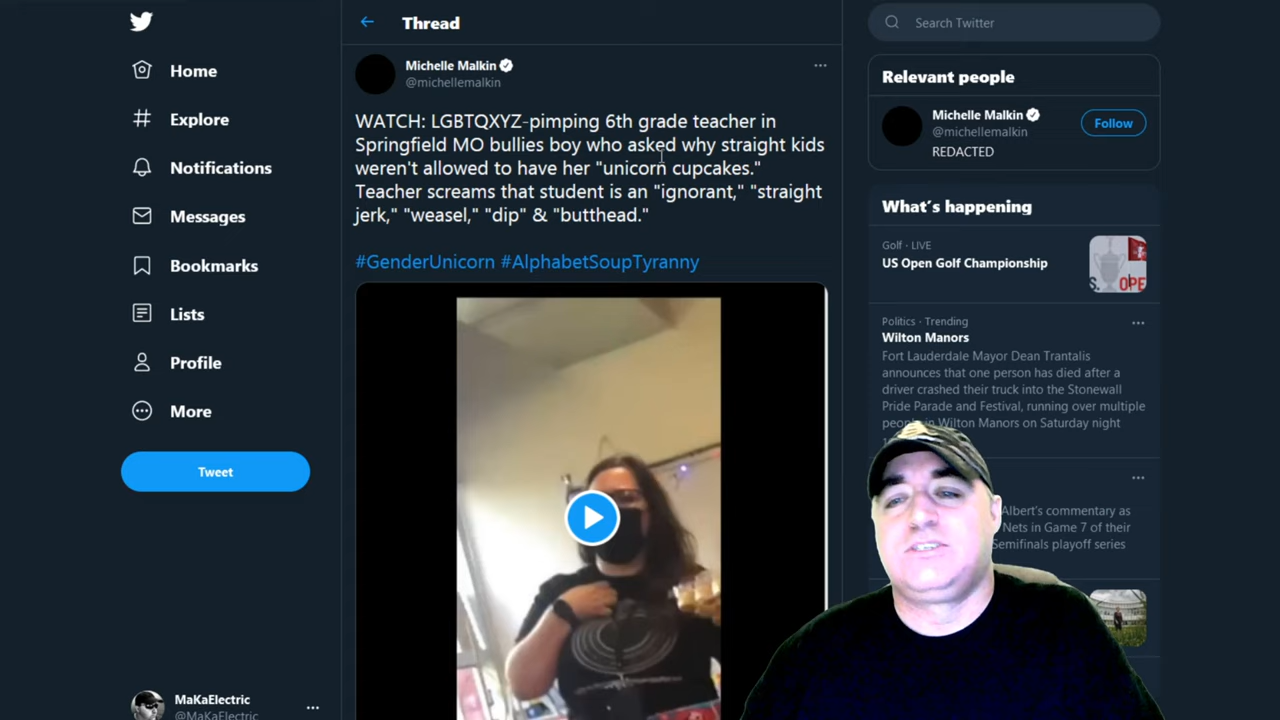 Home
Explore
Notifications
Messages
Bookmarks
Lists
Profile
More
Tweet
MaKaElectric
@MaKaElectric
Thread
Michelle Malkin
@michellemalkin
WATCH: LGBTQXYZ-pimping 6th grade teacher in
Springfield MO bullies boy who asked why straight kids
weren't allowed to have her "unicorn cupcakes."
Teacher screams that student is an "ignorant," "straight
jerk," "weasel," "dip" & "butthead."
#GenderUnicorn #AlphabetSoupTyranny
Search Twitter
Relevant people
Michelle Malkin
@michellemalkin
Follow
REDACTED
What's happening
Golf · LIVE
US Open Golf Championship
S. OPE
Politics · Trending
Wilton Manors
Fort Lauderdale Mayor Dean Trantalis
announces that one person has died after a
driver crashed their truck into the Stonewall
Pride Parade and Festival, running over multiple
people in Wilton Manors on Saturday night
Albert's commentary as
Nets in Game 7 of their
Semifinals playoff series